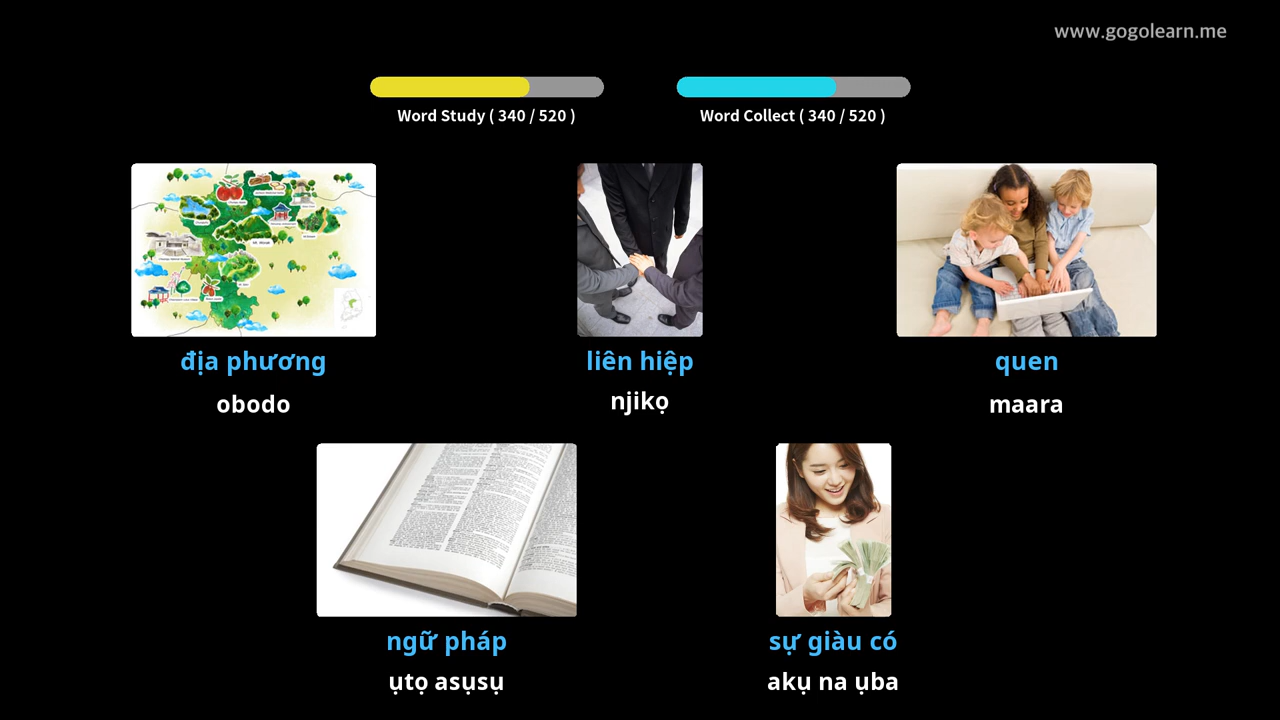 www.gogolearn.me
Word Study ( 340 / 520 )
Word Collect ( 340 / 520 )
địa phương
liên hiệp
quen
obodo
njikọ
maara
ngữ pháp
sự giàu có
ụtọ asụsụ
akụ na ụba